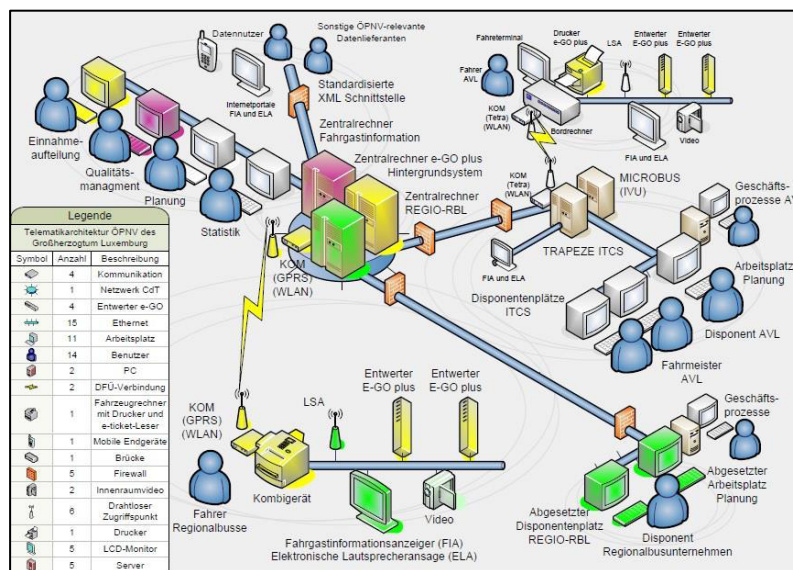 Datennutzer
Sonstige ÖPNV-relevante
Datenlieferanten
Internetportale
FIA und ELA
Standardisierte
XML Schnittstelle
Zentralrechner
Fahrgastinformation
Zentralrechner e-GO plus
Hintergrundsystem
Zentralrechner
REGIO-RBL
Einnahme-
aufteilung
Qualitäts-
managment
Planung
Statistik
KOM
(GPRS)
(WLAN)
Fahrterminal
Drucker
e-GO plus
LSA
Entwerter
E-GO plus
Entwerter
E-GO plus
Fahrer
AVL
KOM
(Tetra)
(WLAN)
Bordrechner
FIA und ELA
Video
KOM
(Tetra)
(WLAN)
MICROBUS
(IVU)
TRAPEZE ITCS
FIA und ELA
Disponentenplätze
ITCS
Geschäfts-
prozesse AV
Arbeitsplatz
Planung
Disponent AVL
Fahrmeister
AVL
Legende
Telematikarchitektur ÖPNV des
Großherzogtum Luxemburg
Symbol Anzahl Beschreibung
4 Kommunikation
1 Netzwerk CdT
4 Entwerter e-GO
15 Ethernet
11 Arbeitsplatz
14 Benutzer
2 PC
2 DFÜ-Verbindung
1 Fahrzeugrechner
mit Drucker und
e-ticket-Leser
1 Mobile Endgeräte
1 Brücke
5 Firewall
2 Innenraumvideo
6 Drahtloser
Zugriffspunkt
1 Drucker
5 LCD-Monitor
5 Server
KOM
(GPRS)
(WLAN)
LSA
Entwerter
E-GO plus
Entwerter
E-GO plus
Fahrer
Regionalbusse
Kombigerät
Video
Fahrgastinformationsanzeiger (FIA)
Elektronische Lautsprecheransage (ELA)
Geschäfts-
prozesse
Abgesetzter
Arbeitsplatz
Planung
Abgesetzter
Disponentenplatz
REGIO-RBL
Disponent
Regionalbusunternehmen